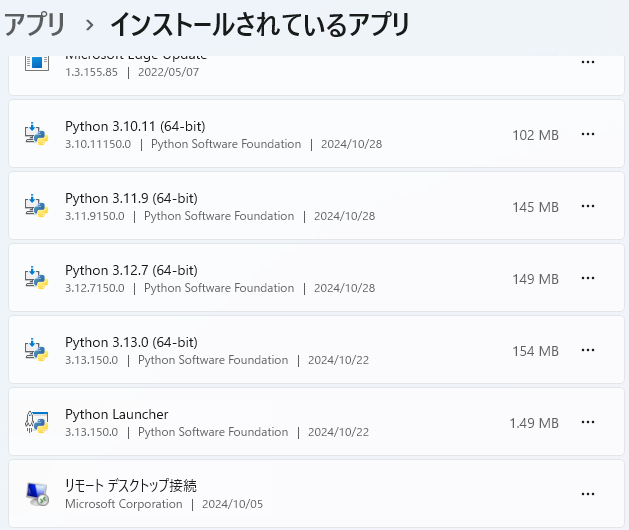 アプリ › インストールされているアプリ
Microsoft Edge Update
1.3.155.85 | 2022/05/07
Python 3.10.11 (64-bit)
3.10.11150.0 | Python Software Foundation | 2024/10/28
102 MB
Python 3.11.9 (64-bit)
3.11.9150.0 | Python Software Foundation | 2024/10/28
145 MB
Python 3.12.7 (64-bit)
3.12.7150.0 | Python Software Foundation | 2024/10/28
149 MB
Python 3.13.0 (64-bit)
3.13.150.0 | Python Software Foundation | 2024/10/22
154 MB
Python Launcher
3.13.150.0 | Python Software Foundation | 2024/10/22
1.49 MB
リモート デスクトップ接続
Microsoft Corporation | 2024/10/05